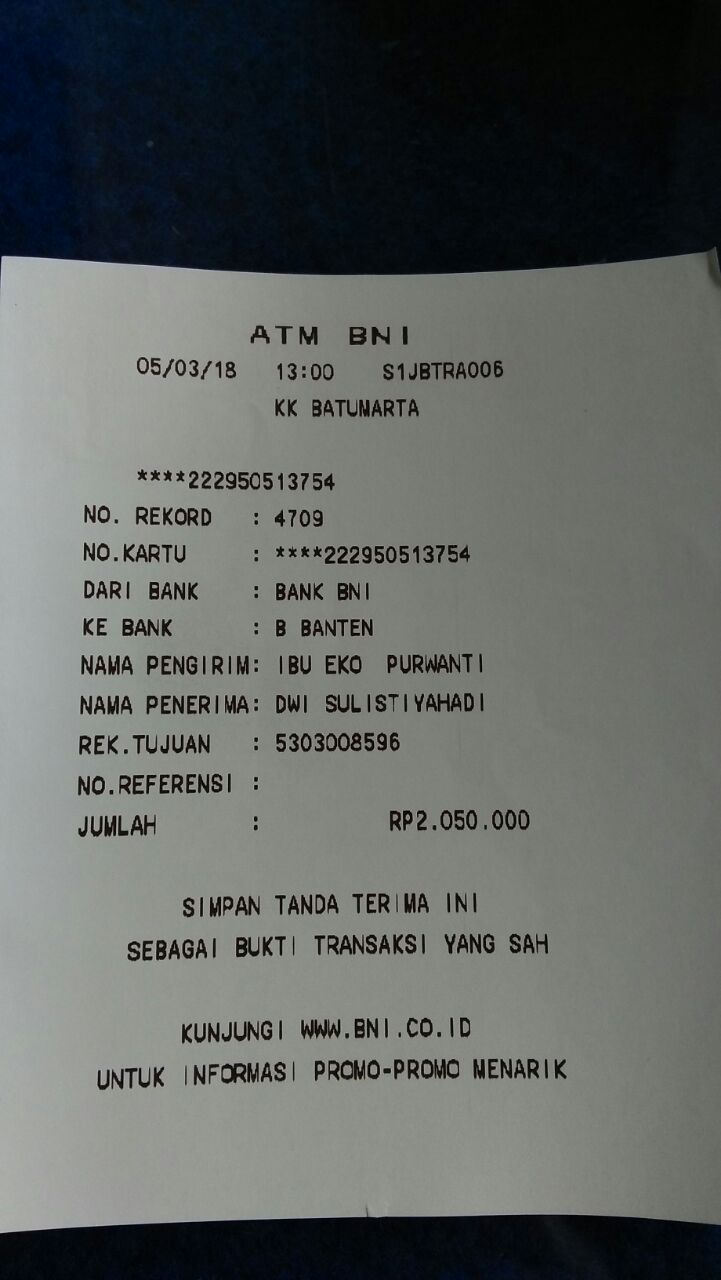 ATM BNI
05/03/18 13:00 S1JBTRA006
KK BATUMARTA
****222950513754
NO. REKORD : 4709
NO.KARTU : ****222950513754
DARI BANK : BANK BNI
KE BANK : B BANTEN
NAMA PENGIRIM: IBU EKO PURWANTI
NAMA PENERIMA: DWI SULISTIYAHADI
REK.TUJUAN : 5303008596
NO.REFERENSI :
JUMLAH : RP2.050.000
SIMPAN TANDA TERIMA INI
SEBAGAI BUKTI TRANSAKSI YANG SAH
KUNJUNGI WWW.BNI.CO.ID
UNTUK INFORMASI PROMO-PROMO MENARIK